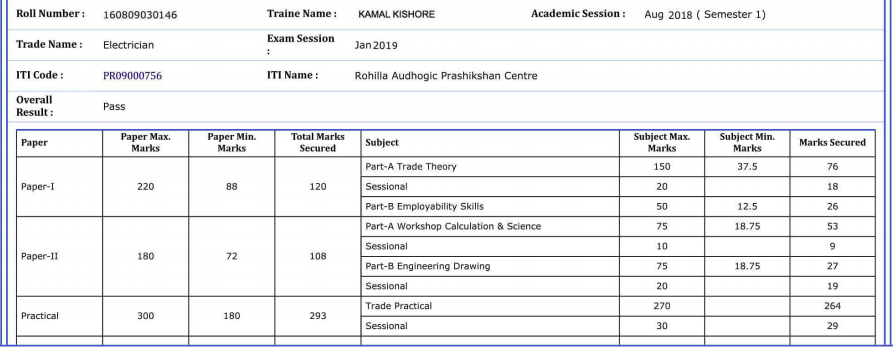 Roll Number : 160809030146 Traine Name : KAMAL KISHORE Academic Session : Aug 2018 ( Semester 1)
Trade Name : Electrician Exam Session : Jan2019
ITI Code : PR09000756 ITI Name : Rohilla Audhogic Prashikshan Centre
Overall Result : Pass
Paper Paper Max. Marks Paper Min. Marks Total Marks Secured Subject Subject Max. Marks Subject Min. Marks Marks Secured
Paper-I 220 88 120 Part-A Trade Theory 150 37.5 76
Sessional 20 18
Part-B Employability Skills 50 12.5 26
Paper-II 180 72 108 Part-A Workshop Calculation & Science 75 18.75 53
Sessional 10 9
Part-B Engineering Drawing 75 18.75 27
Sessional 20 19
Practical 300 180 293 Trade Practical 270 264
Sessional 30 29